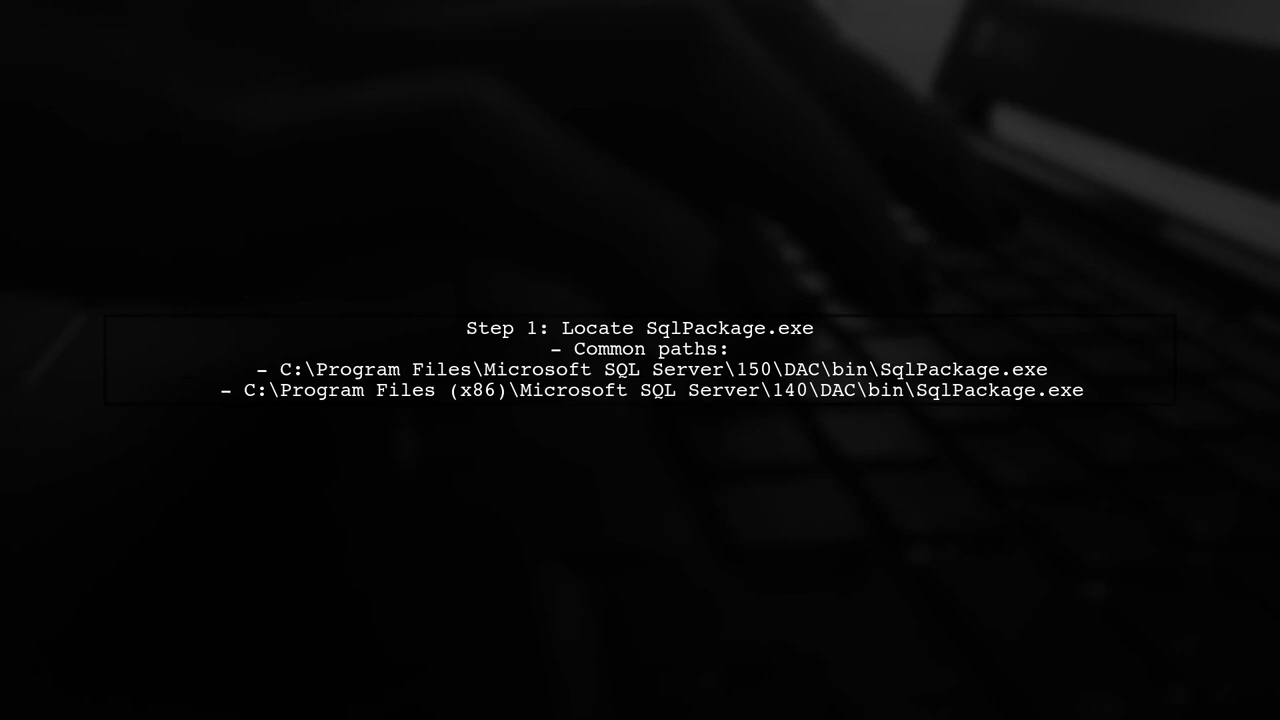 Step 1: Locate SqlPackage.exe
- Common paths:
- C:\Program Files\Microsoft SQL Server\150\DAC\bin\SqlPackage.exe
- C:\Program Files (x86)\Microsoft SQL Server\140\DAC\bin\SqlPackage.exe